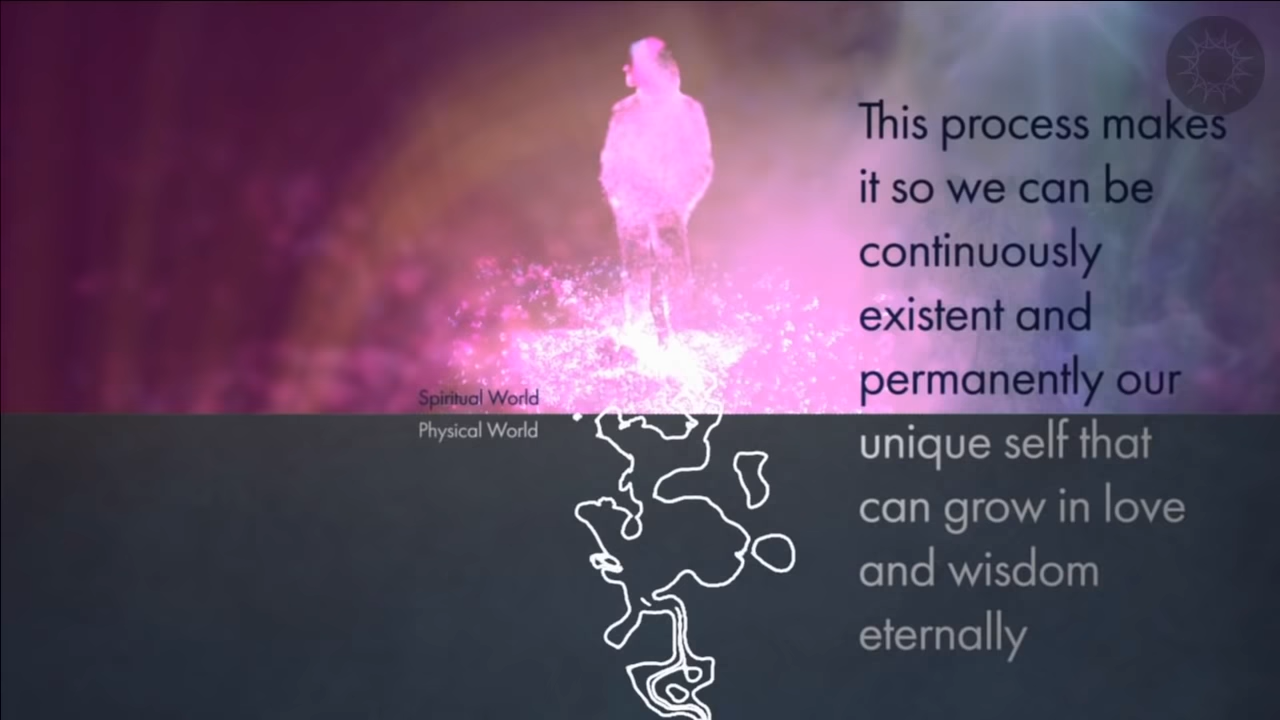 This process makes
it so we can be
continuously
existent and
permanently our
unique self that
can grow in love
and wisdom
eternally
Spiritual World
Physical World